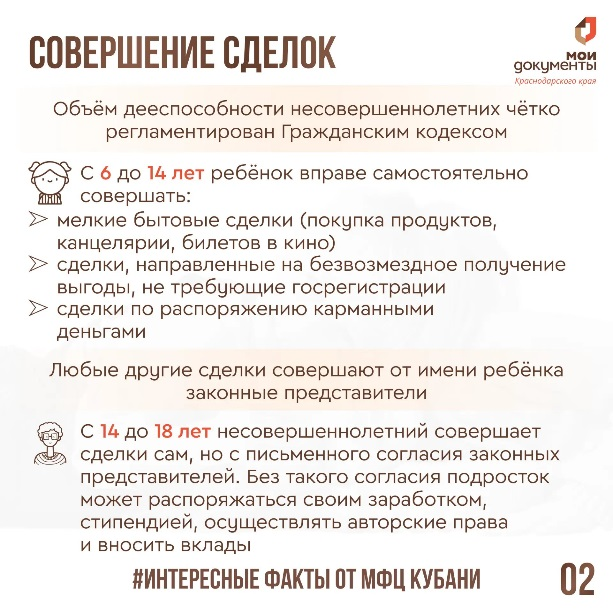 СОВЕРШЕНИЕ СДЕЛОК
МОИ
ДОКУМЕНТЫ
Краснодарского края
Объём дееспособности несовершеннолетних чётко
регламентирован Гражданским кодексом
С 6 до 14 лет ребёнок вправе самостоятельно
совершать:
мелкие бытовые сделки (покупка продуктов,
канцелярии, билетов в кино)
сделки, направленные на безвозмездное получение
выгоды, не требующие госрегистрации
сделки по распоряжению карманными
деньгами
Любые другие сделки совершают от имени ребёнка
законные представители
С 14 до 18 лет несовершеннолетний совершает
сделки сам, но с письменного согласия законных
представителей. Без такого согласия подросток
может распоряжаться своим заработком,
стипендией, осуществлять авторские права
и вносить вклады
#ИНТЕРЕСНЫЕ ФАКТЫ ОТ МФЦ КУБАНИ
02